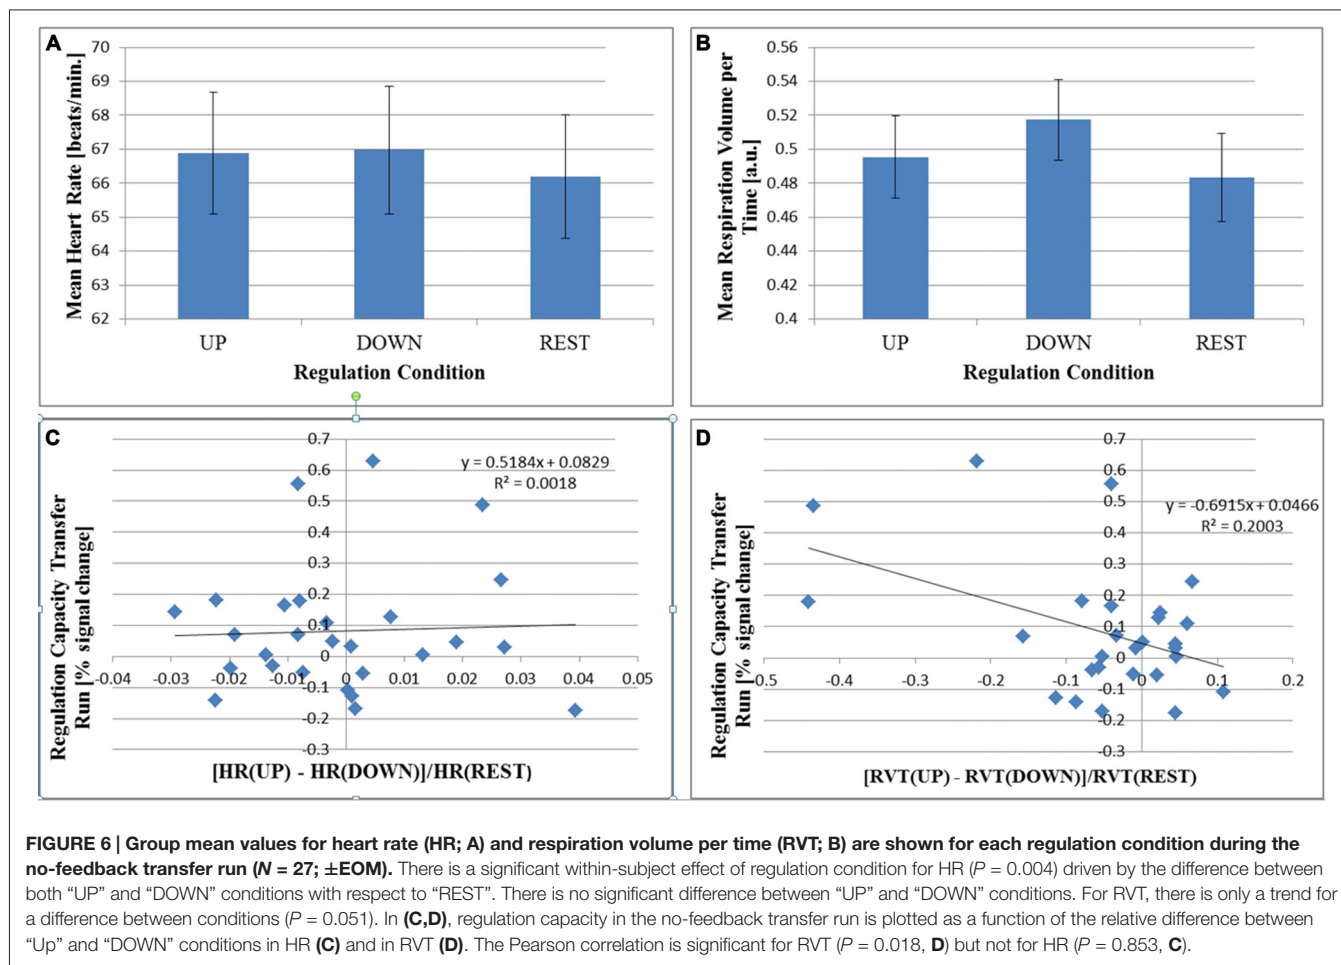 A
Mean Heart Rate [beats/min.]
70
69
68
67
66
65
64
63
62
UP DOWN REST
Regulation Condition
B
Mean Respiration Volume per
Time [a.u.]
0.56
0.54
0.52
0.5
0.48
0.46
0.44
0.42
0.4
UP DOWN REST
Regulation Condition
C
Regulation Capacity Transfer
Run [% signal change]
0.7
0.6
0.5
0.4
0.3
0.2
0.1
0
-0.1
-0.2
-0.3
y = 0.5184x + 0.0829
R² = 0.0018
-0.04 -0.03 -0.02 -0.01 0 0.01 0.02 0.03 0.04 0.05
[HR(UP) - HR(DOWN)]/HR(REST)
D
Regulation Capacity Transfer
Run [% signal change]
0.7
0.6
0.5
0.4
0.3
0.2
0.1
0
-0.1
-0.2
-0.3
y = -0.6915x + 0.0466
R² = 0.2003
-0.5 -0.4 -0.3 -0.2 -0.1 0 0.1 0.2
[RVT(UP) - RVT(DOWN)]/RVT(REST)
FIGURE 6 | Group mean values for heart rate (HR; A) and respiration volume per time (RVT; B) are shown for each regulation condition during the
no-feedback transfer run (N = 27; ±EOM). There is a significant within-subject effect of regulation condition for HR (P = 0.004) driven by the difference between
both “UP” and “DOWN” conditions with respect to “REST”. There is no significant difference between “UP” and “DOWN” conditions. For RVT, there is only a trend for
a difference between conditions (P = 0.051). In (C,D), regulation capacity in the no-feedback transfer run is plotted as a function of the relative difference between
“Up” and “DOWN” conditions in HR (C) and in RVT (D). The Pearson correlation is significant for RVT (P = 0.018, D) but not for HR (P = 0.853, C).